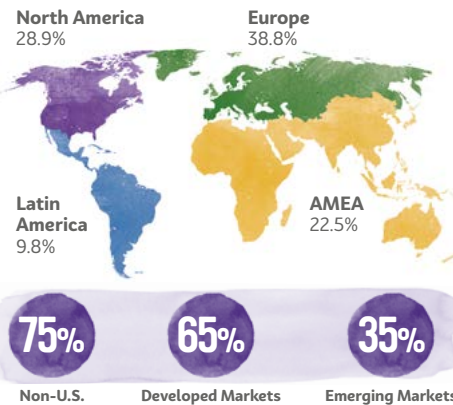 North America
28.9%
Europe
38.8%
Latin
America
9.8%
AMEA
22.5%
75%
65%
35%
Non-U.S.
Developed Markets
Emerging Markets